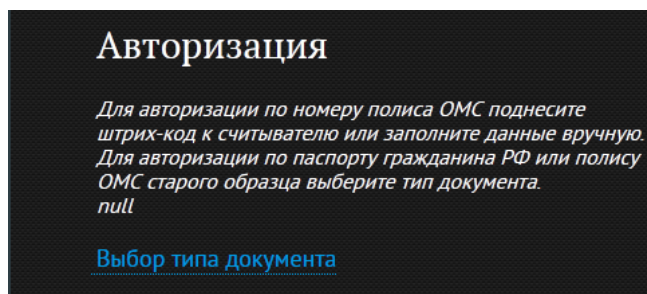 Авторизация
Для авторизации по номеру полиса ОМС поднесите
штрих-код к считывателю или заполните данные вручную.
Для авторизации по паспорту гражданина РФ или полису
ОМС старого образца выберите тип документа.
null
Выбор типа документа